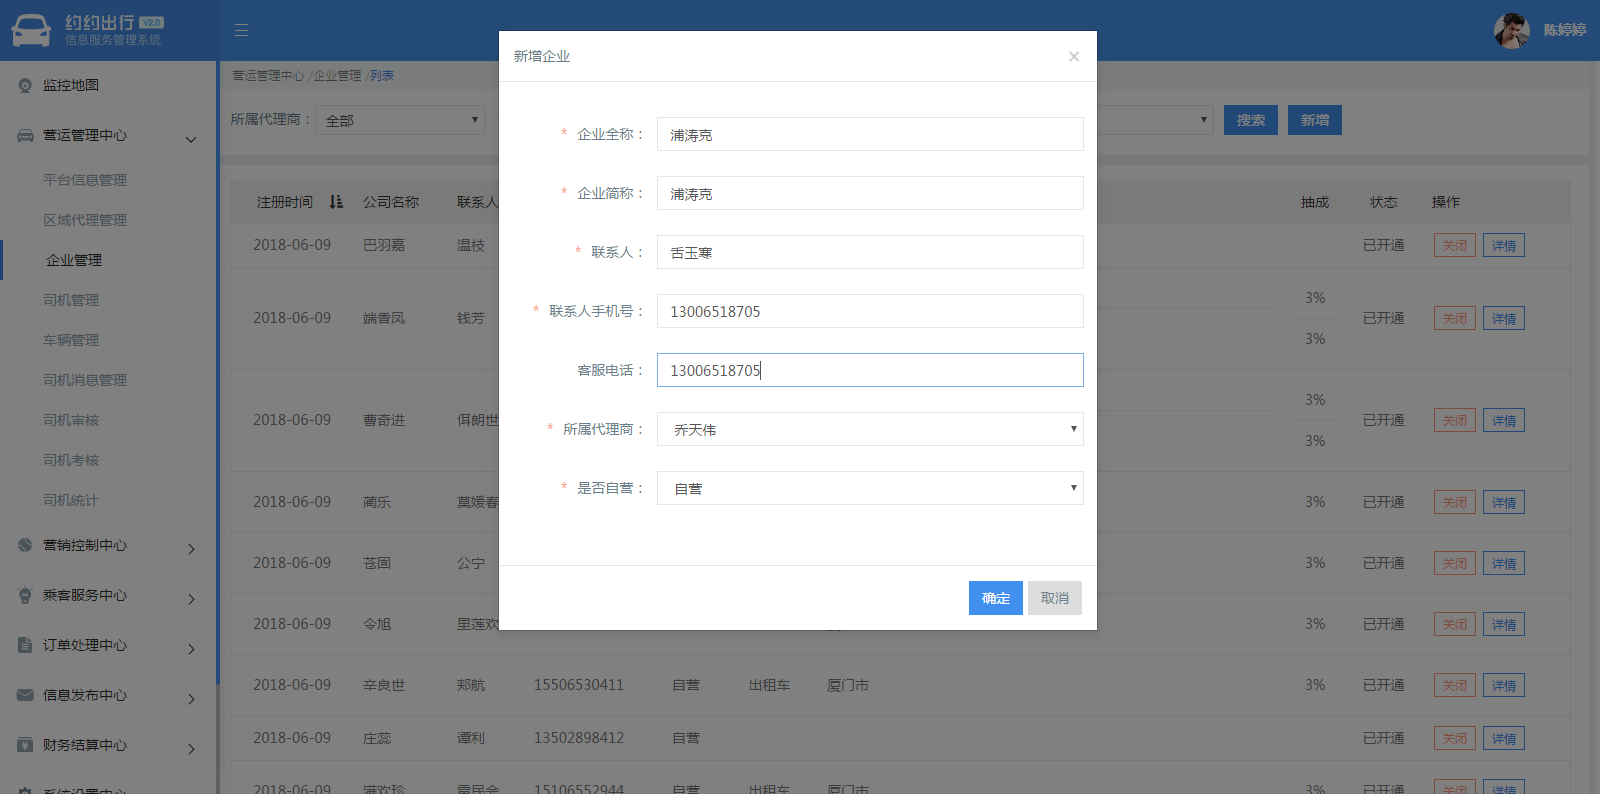 约约出行 V2.0
信息服务管理系统
陈婷婷
监控地图
营运管理中心
平台信息管理
区域代理管理
企业管理
司机管理
车辆管理
司机消息管理
司机审核
司机考核
司机统计
营销控制中心
乘客服务中心
订单处理中心
信息发布中心
财务结算中心
系统设置中心
营运管理中心 /企业管理 /列表
所属代理商： 全部 搜索 新增
新增企业 ×
* 企业全称： 浦涛克
* 企业简称： 浦涛克
* 联系人： 舌玉骞
* 联系人手机号： 13006518705
客服电话： 13006518705
* 所属代理商： 乔天伟
* 是否自营： 自营
确定 取消
注册时间 公司名称 联系人 抽成 状态 操作
2018-06-09 巴羽嘉 温枝 已开通 关闭 详情
2018-06-09 端香凤 钱芳 3% 3% 已开通 关闭 详情
2018-06-09 曹奇进 佴朗世 3% 3% 已开通 关闭 详情
2018-06-09 蔺乐 莫媛春 3% 已开通 关闭 详情
2018-06-09 苍固 公宁 3% 已开通 关闭 详情
2018-06-09 令旭 里莲欢 3% 已开通 关闭 详情
2018-06-09 辛良世 郏航 15506530411 自营 出租车 厦门市 3% 已开通 关闭 详情
2018-06-09 庄蕊 谭利 13502898412 自营 已开通 关闭 详情
2018-06-09 满欢珍 雷民会 15106552944 自营 出租车 厦门市 3% 已开通 关闭 详情